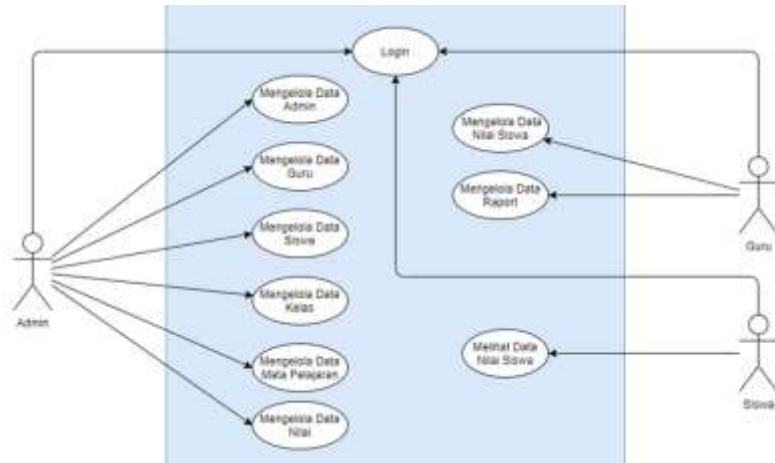 Login
Mengelola Data
Admin
Mengelola Data
Guru
Mengelola Data
Siswa
Mengelola Data
Kelas
Mengelola Data
Mata Pelajaran
Mengelola Data
Nilai
Admin
Mengelola Data
Nilai Siswa
Mengelola Data
Raport
Guru
Melihat Data
Nilai Siswa
Siswa